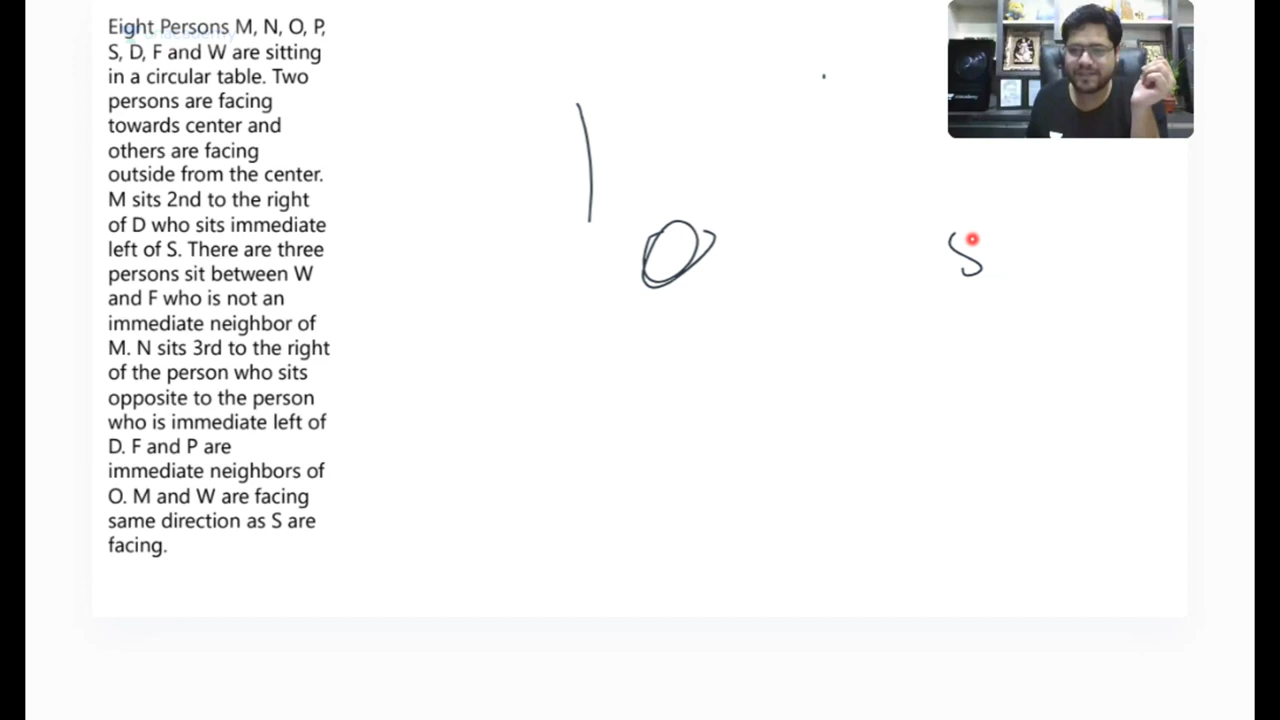 Eight Persons M, N, O, P,
S, D, F and W are sitting
in a circular table. Two
persons are facing
towards center and
others are facing
outside from the center.
M sits 2nd to the right
of D who sits immediate
left of S. There are three
persons sit between W
and F who is not an
immediate neighbor of
M. N sits 3rd to the right
of the person who sits
opposite to the person
who is immediate left of
D. F and P are
immediate neighbors of
O. M and W are facing
same direction as S are
facing.
O
S